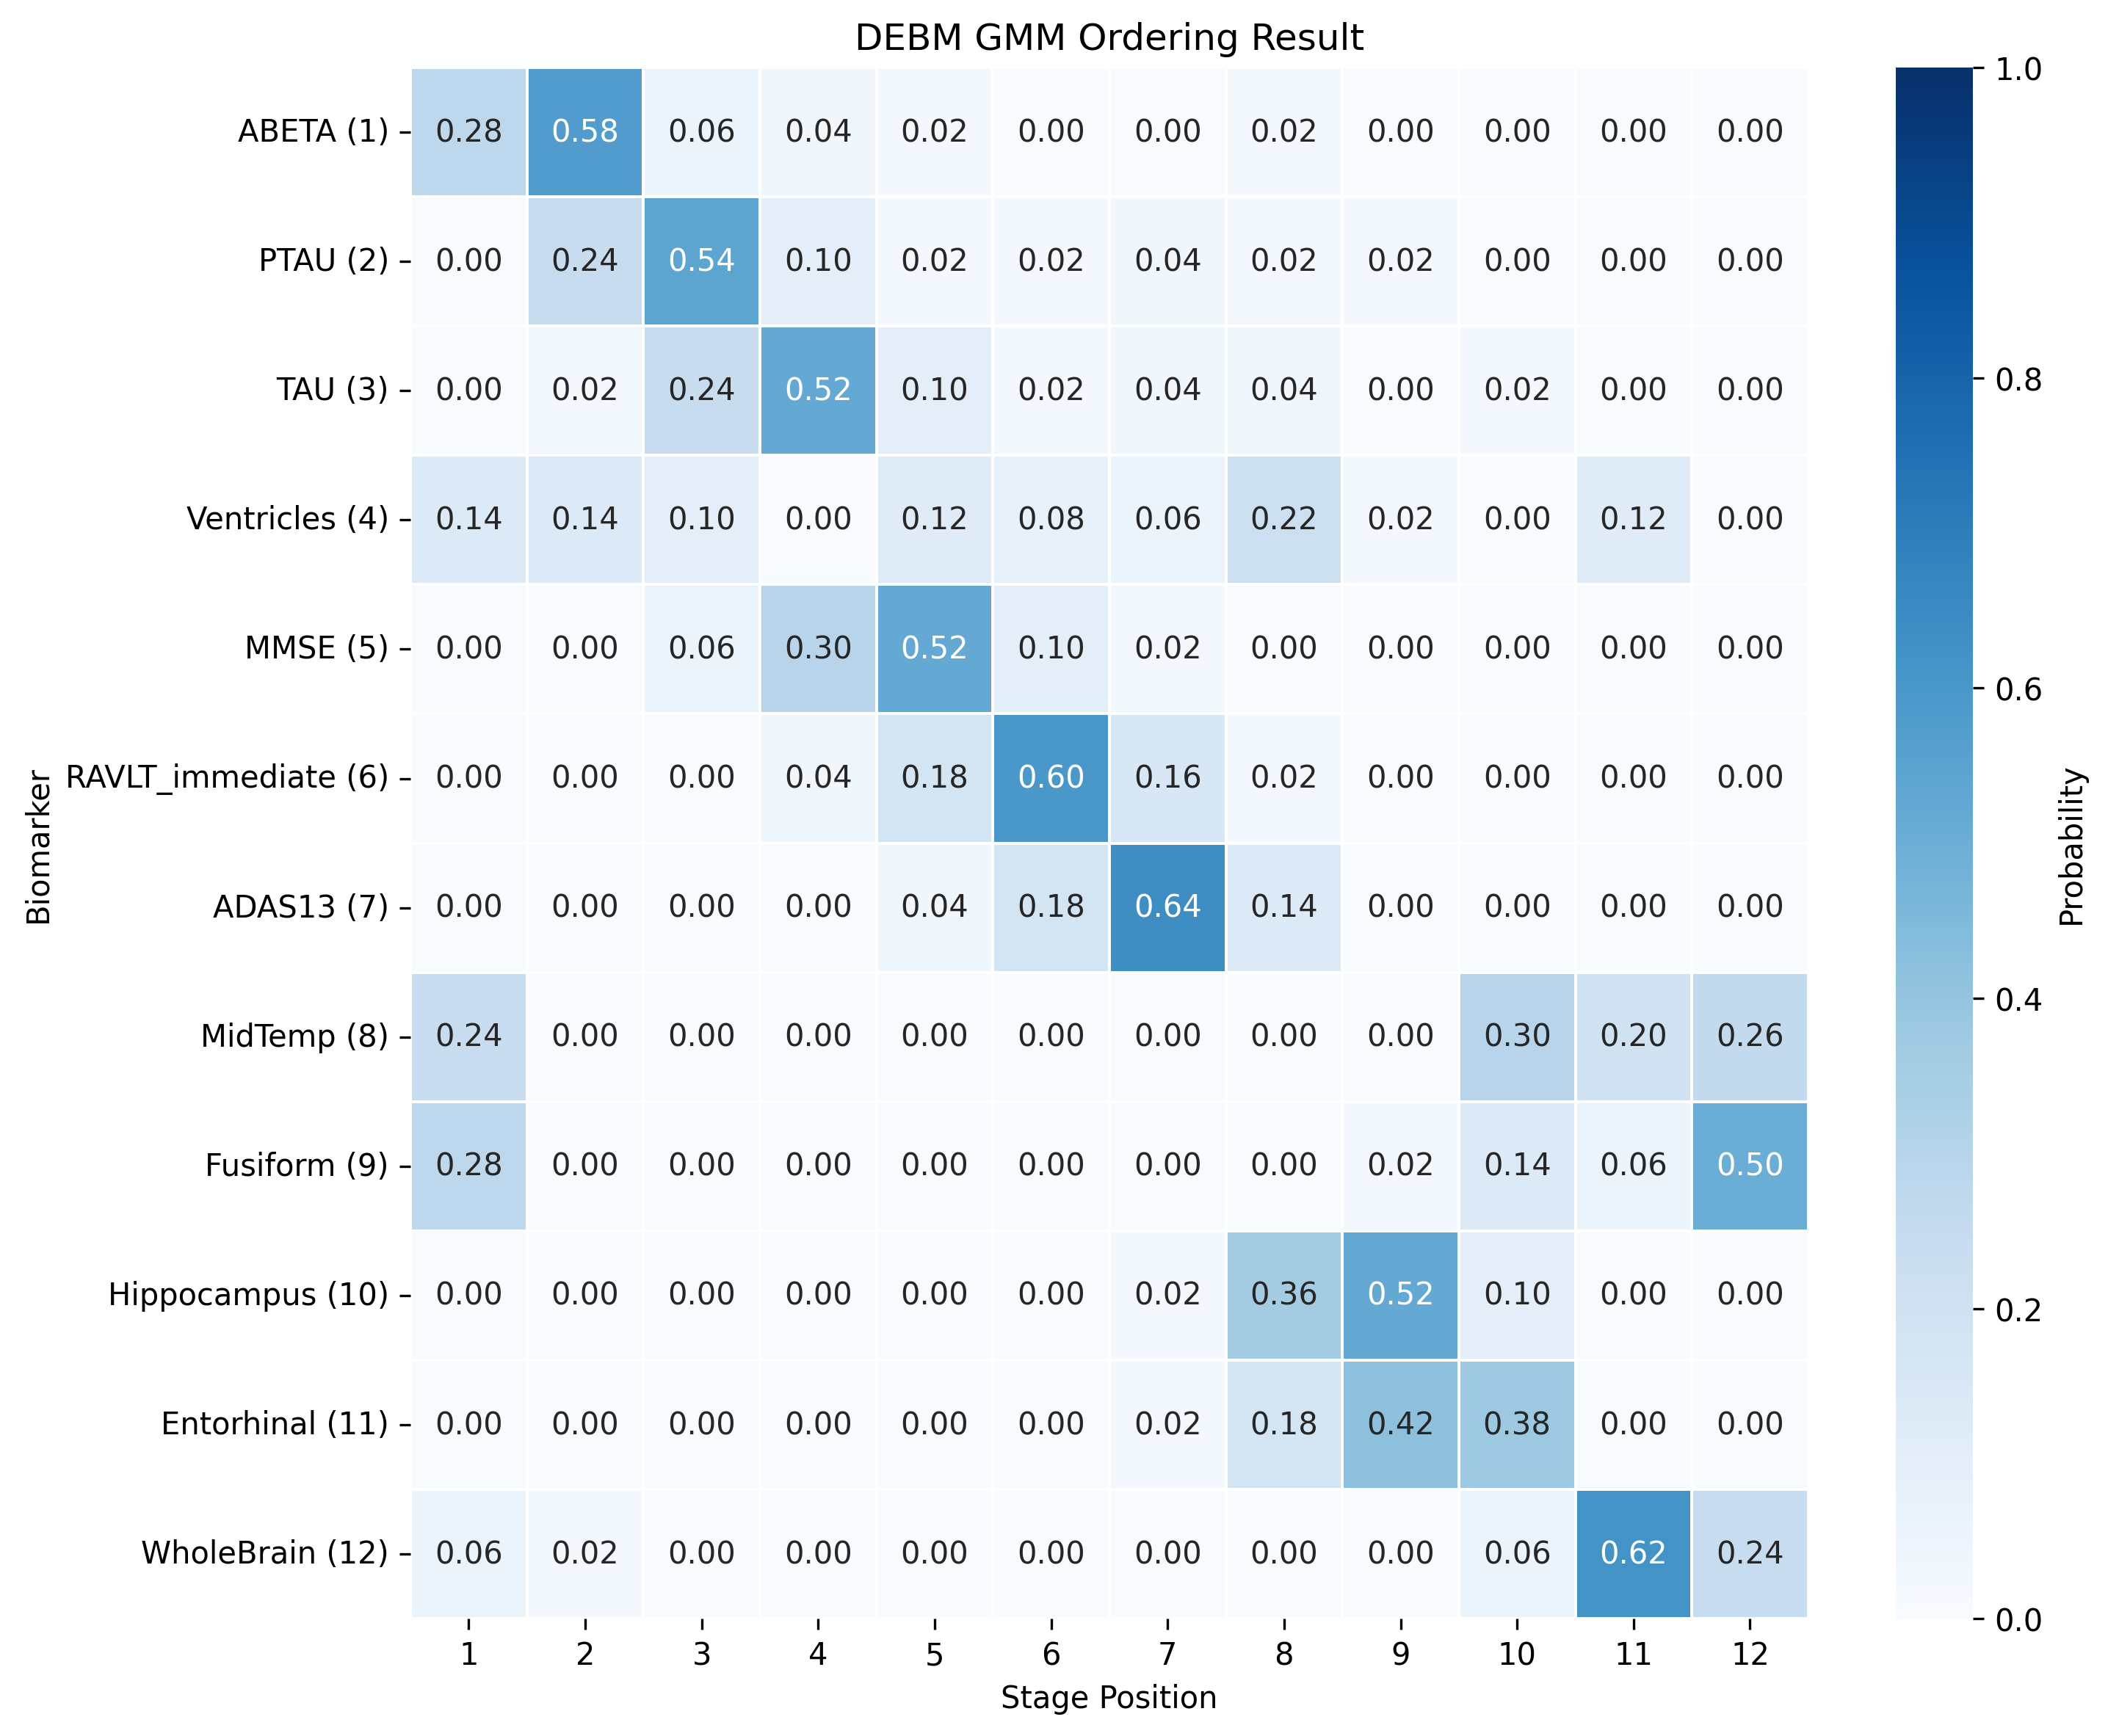 DEBM GMM Ordering Result
ABETA (1) 0.28 0.58 0.06 0.04 0.02 0.00 0.00 0.02 0.00 0.00 0.00 0.00
PTAU (2) 0.00 0.24 0.54 0.10 0.02 0.02 0.04 0.02 0.02 0.00 0.00 0.00
TAU (3) 0.00 0.02 0.24 0.52 0.10 0.02 0.04 0.04 0.00 0.02 0.00 0.00
Ventricles (4) 0.14 0.14 0.10 0.00 0.12 0.08 0.06 0.22 0.02 0.00 0.12 0.00
MMSE (5) 0.00 0.00 0.06 0.30 0.52 0.10 0.02 0.00 0.00 0.00 0.00 0.00
RAVLT_immediate (6) 0.00 0.00 0.00 0.04 0.18 0.60 0.16 0.02 0.00 0.00 0.00 0.00
ADAS13 (7) 0.00 0.00 0.00 0.00 0.04 0.18 0.64 0.14 0.00 0.00 0.00 0.00
MidTemp (8) 0.24 0.00 0.00 0.00 0.00 0.00 0.00 0.00 0.00 0.30 0.20 0.26
Fusiform (9) 0.28 0.00 0.00 0.00 0.00 0.00 0.00 0.00 0.02 0.14 0.06 0.50
Hippocampus (10) 0.00 0.00 0.00 0.00 0.00 0.00 0.02 0.36 0.52 0.10 0.00 0.00
Entorhinal (11) 0.00 0.00 0.00 0.00 0.00 0.00 0.02 0.18 0.42 0.38 0.00 0.00
WholeBrain (12) 0.06 0.02 0.00 0.00 0.00 0.00 0.00 0.00 0.00 0.06 0.62 0.24
1 2 3 4 5 6 7 8 9 10 11 12
Stage Position
Biomarker
1.0
0.8
0.6
0.4
0.2
0.0
Probability